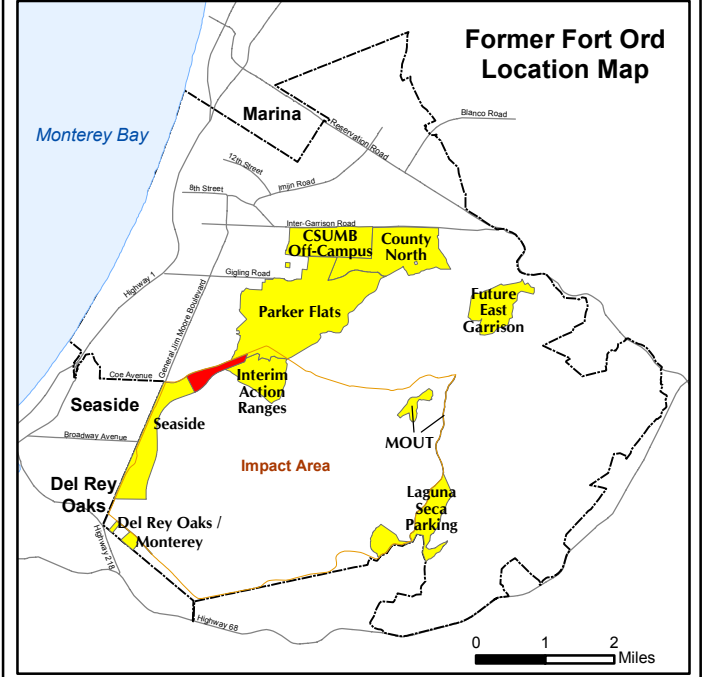 Former Fort Ord
Location Map
Marina
Blanco Road
Monterey Bay
Reservation Road
12th Street
Imjin Road
8th Street
Inter-Garrison Road
CSUMB
Off-Campus
County
North
Gigling Road
Highway 1
General Jim Moore Boulevard
Parker Flats
Future
East
Garrison
Coe Avenue
Interim
Action
Ranges
Seaside
Seaside
Broadway Avenue
MOUT
Impact Area
Del Rey
Oaks
Laguna
Seca
Parking
Del Rey Oaks /
Monterey
Highway 218
Highway 68
0 1 2
Miles